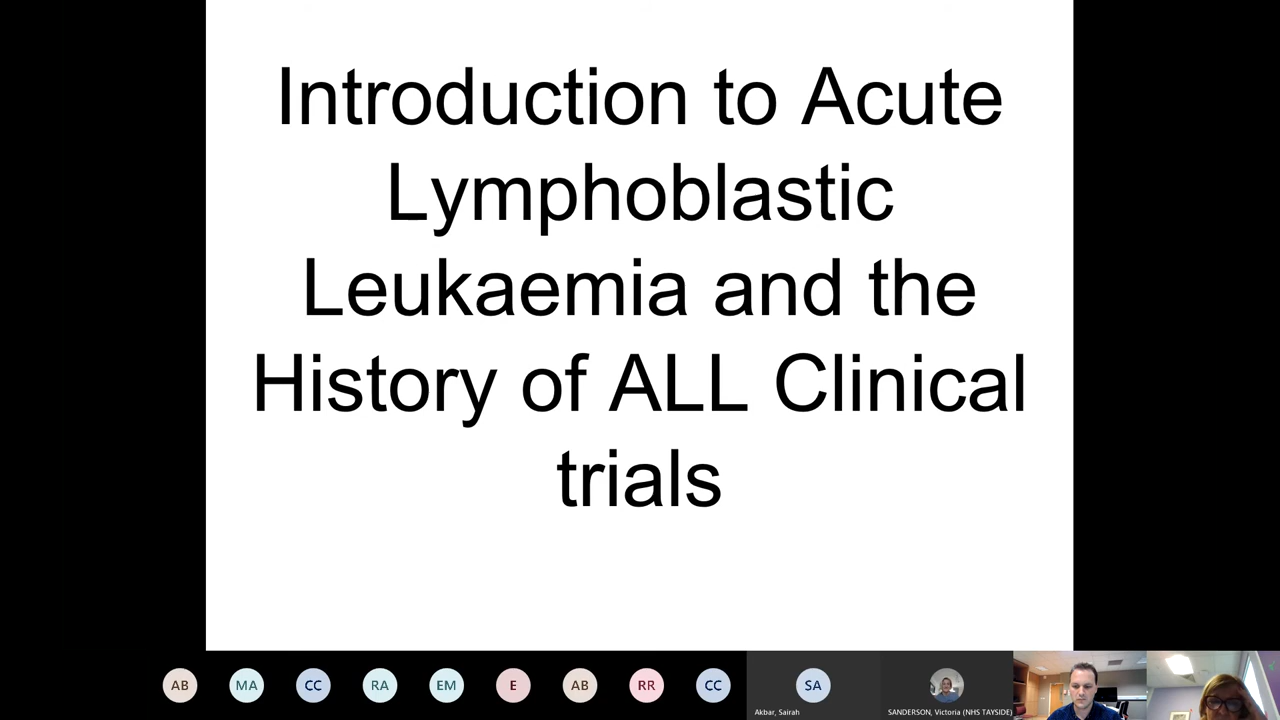 Introduction to Acute
Lymphoblastic
Leukaemia and the
History of ALL Clinical
trials
AB MA CC RA EM E AB RR CC SA
Akbar, Sairah
SANDERSON, Victoria (NHS TAYSIDE)